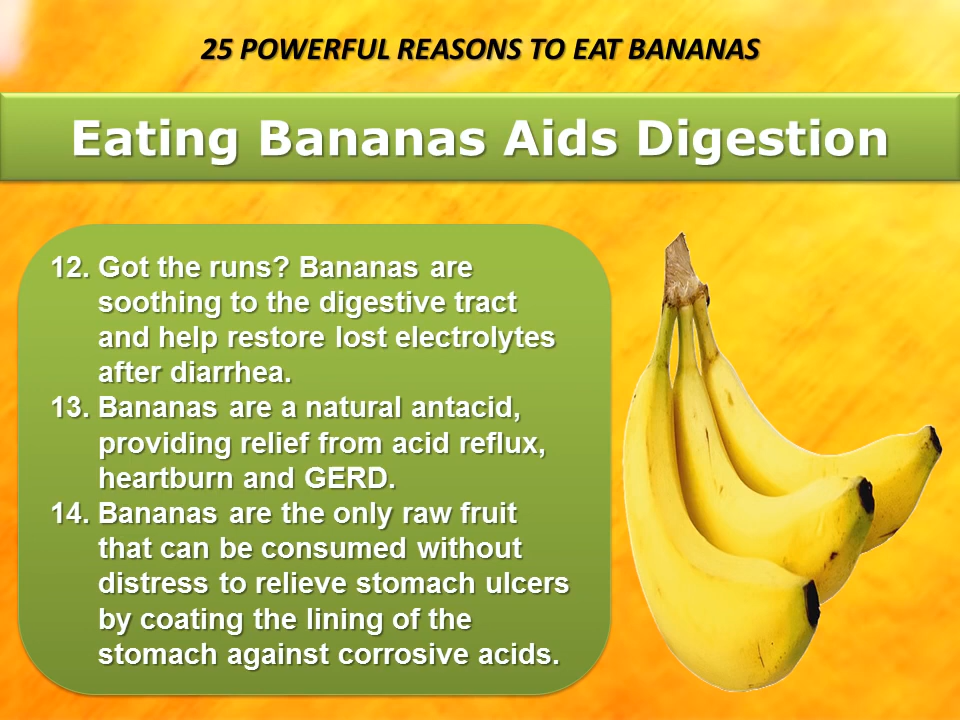 25 POWERFUL REASONS TO EAT BANANAS
Eating Bananas Aids Digestion
12. Got the runs? Bananas are
soothing to the digestive tract
and help restore lost electrolytes
after diarrhea.
13. Bananas are a natural antacid,
providing relief from acid reflux,
heartburn and GERD.
14. Bananas are the only raw fruit
that can be consumed without
distress to relieve stomach ulcers
by coating the lining of the
stomach against corrosive acids.